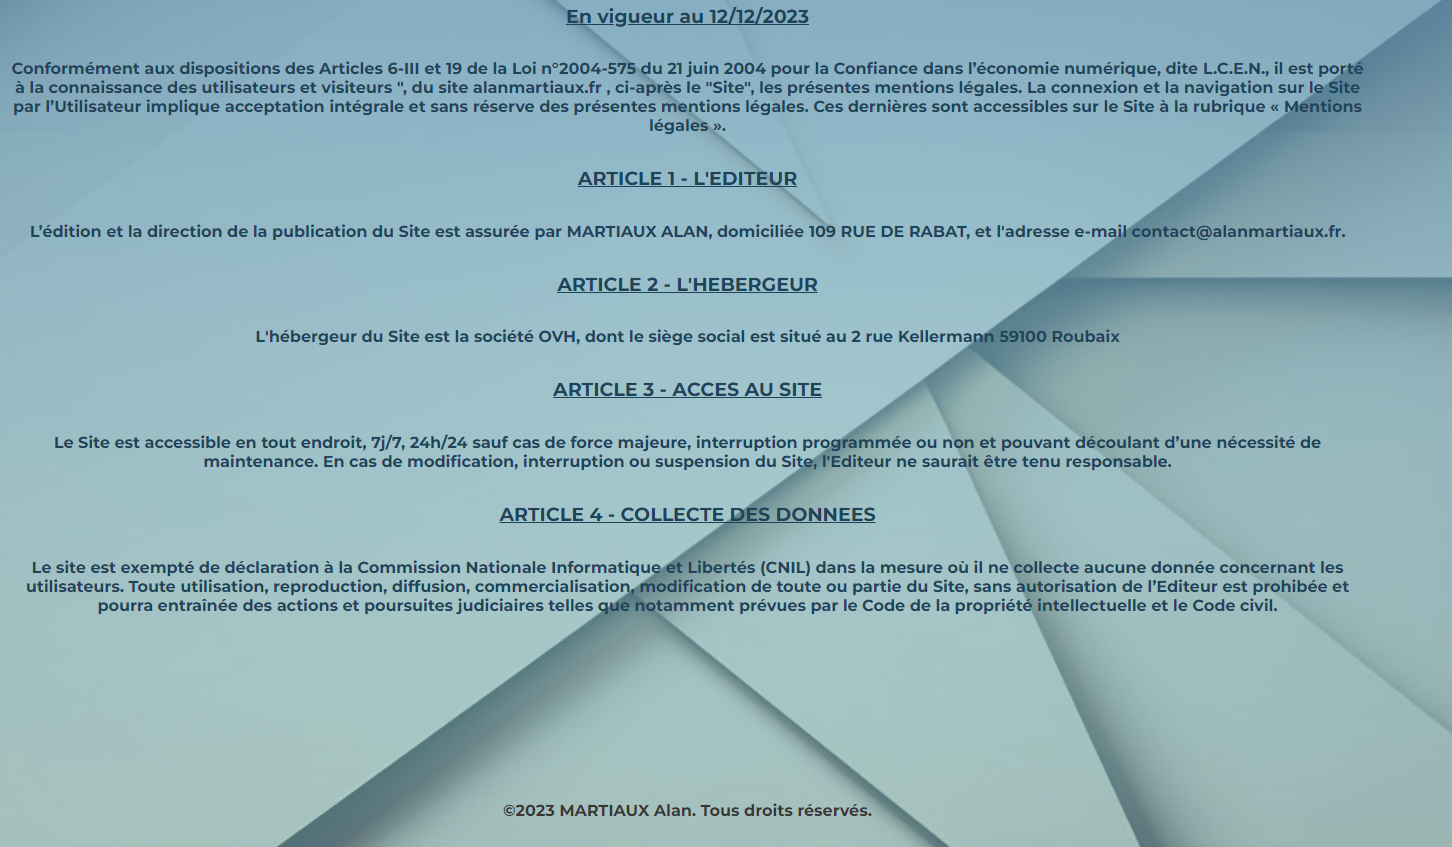 En vigueur au 12/12/2023
Conformément aux dispositions des Articles 6-III et 19 de la Loi n°2004-575 du 21 juin 2004 pour la Confiance dans l’économie numérique, dite L.C.E.N., il est porté
à la connaissance des utilisateurs et visiteurs ", du site alanmartiaux.fr , ci-après le "Site", les présentes mentions légales. La connexion et la navigation sur le Site
par l’Utilisateur implique acceptation intégrale et sans réserve des présentes mentions légales. Ces dernières sont accessibles sur le Site à la rubrique « Mentions
légales ».
ARTICLE 1 - L'EDITEUR
L’édition et la direction de la publication du Site est assurée par MARTIAUX ALAN, domiciliée 109 RUE DE RABAT, et l'adresse e-mail contact@alanmartiaux.fr.
ARTICLE 2 - L'HEBERGEUR
L'hébergeur du Site est la société OVH, dont le siège social est situé au 2 rue Kellermann 59100 Roubaix
ARTICLE 3 - ACCES AU SITE
Le Site est accessible en tout endroit, 7j/7, 24h/24 sauf cas de force majeure, interruption programmée ou non et pouvant découlant d’une nécessité de
maintenance. En cas de modification, interruption ou suspension du Site, l'Editeur ne saurait être tenu responsable.
ARTICLE 4 - COLLECTE DES DONNEES
Le site est exempté de déclaration à la Commission Nationale Informatique et Libertés (CNIL) dans la mesure où il ne collecte aucune donnée concernant les
utilisateurs. Toute utilisation, reproduction, diffusion, commercialisation, modification de toute ou partie du Site, sans autorisation de l’Editeur est prohibée et
pourra entraînée des actions et poursuites judiciaires telles que notamment prévues par le Code de la propriété intellectuelle et le Code civil.
©2023 MARTIAUX Alan. Tous droits réservés.